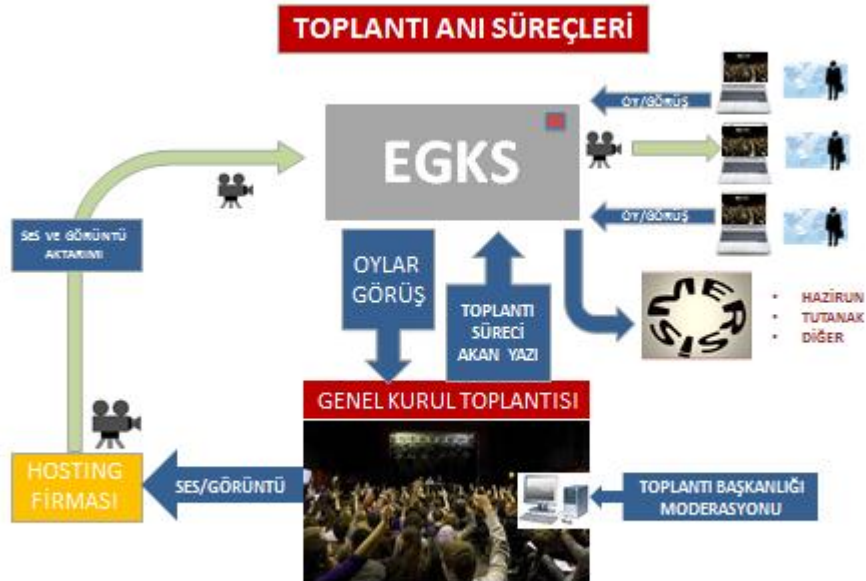 TOPLANTI ANI SÜREÇLERİ
OY/GÖRÜŞ
EGKS
OY/GÖRÜŞ
SES VE GÖRÜNTÜ
AKTARIMI
OYLAR
GÖRÜŞ
TOPLANTI
SÜRECİ
AKAN YAZI
MERSİS
• HAZİRUN
• TUTANAK
• DİĞER
GENEL KURUL TOPLANTISI
HOSTING
FİRMASI
SES/GÖRÜNTÜ
TOPLANTI BAŞKANLIĞI
MODERASYONU